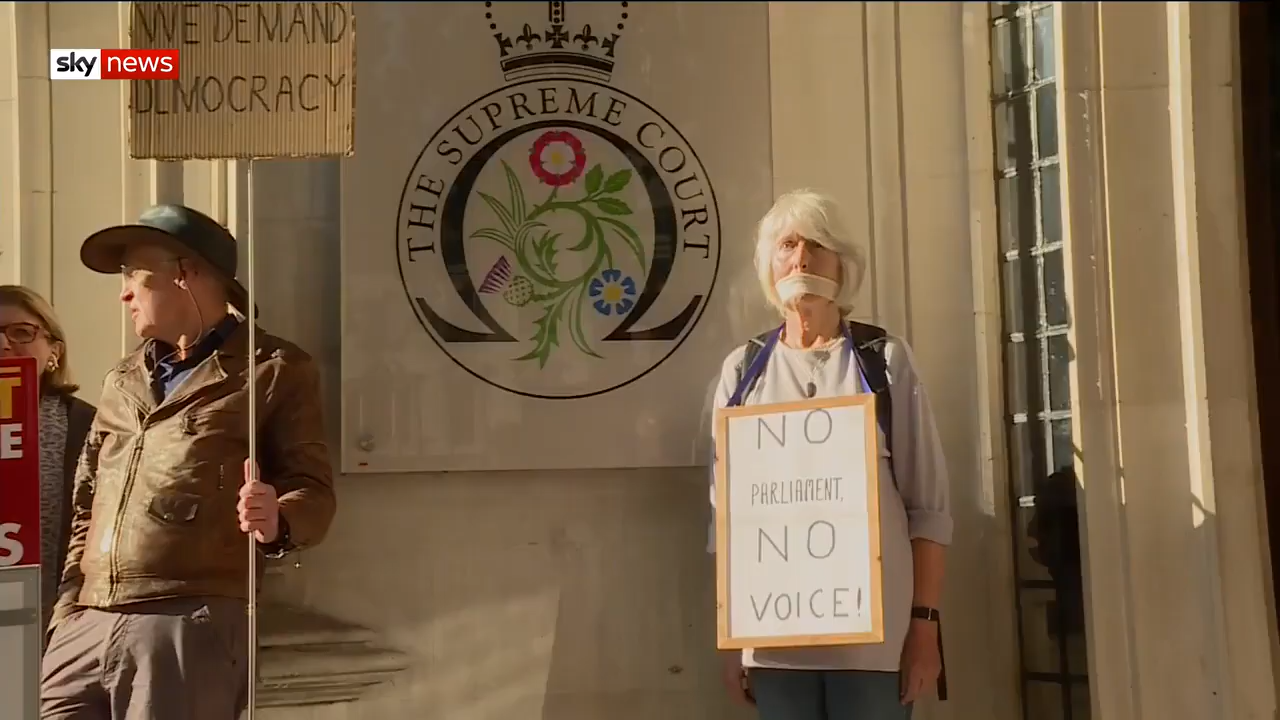 sky news
WE DEMAND
DEMOCRACY
THE SUPREME COURT
T
E
S
NO
PARLIAMENT,
NO
VOICE!